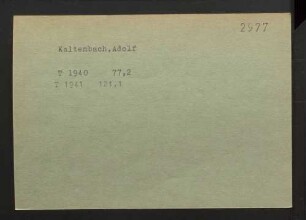 2977
Kaltenbach,Adolf
T 1940 77,2
T 1941 121,1